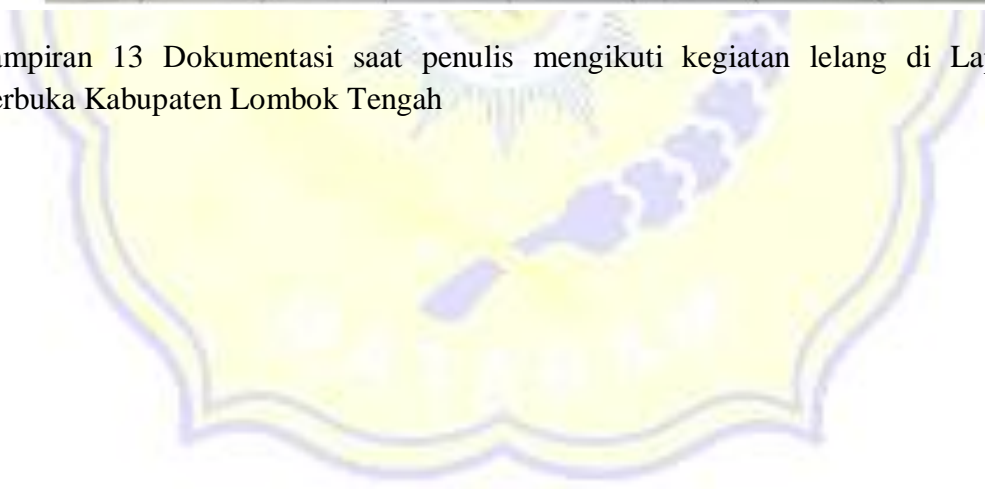 ampiran 13 Dokumentasi saat penulis mengikuti kegiatan lelang di La
erbuka Kabupaten Lombok Tengah